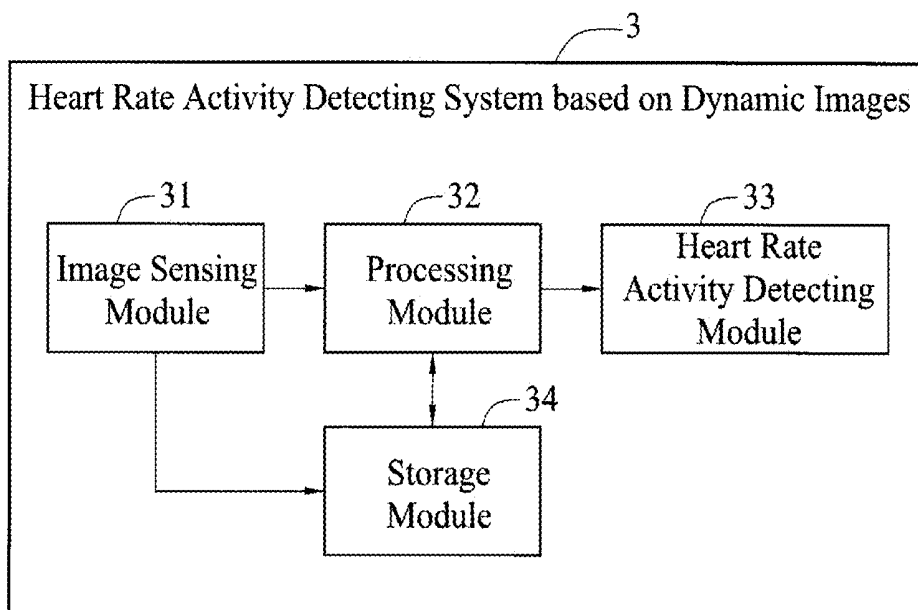 3
Heart Rate Activity Detecting System based on Dynamic Images
31
Image Sensing
Module
32
Processing
Module
33
Heart Rate
Activity Detecting
Module
34
Storage
Module